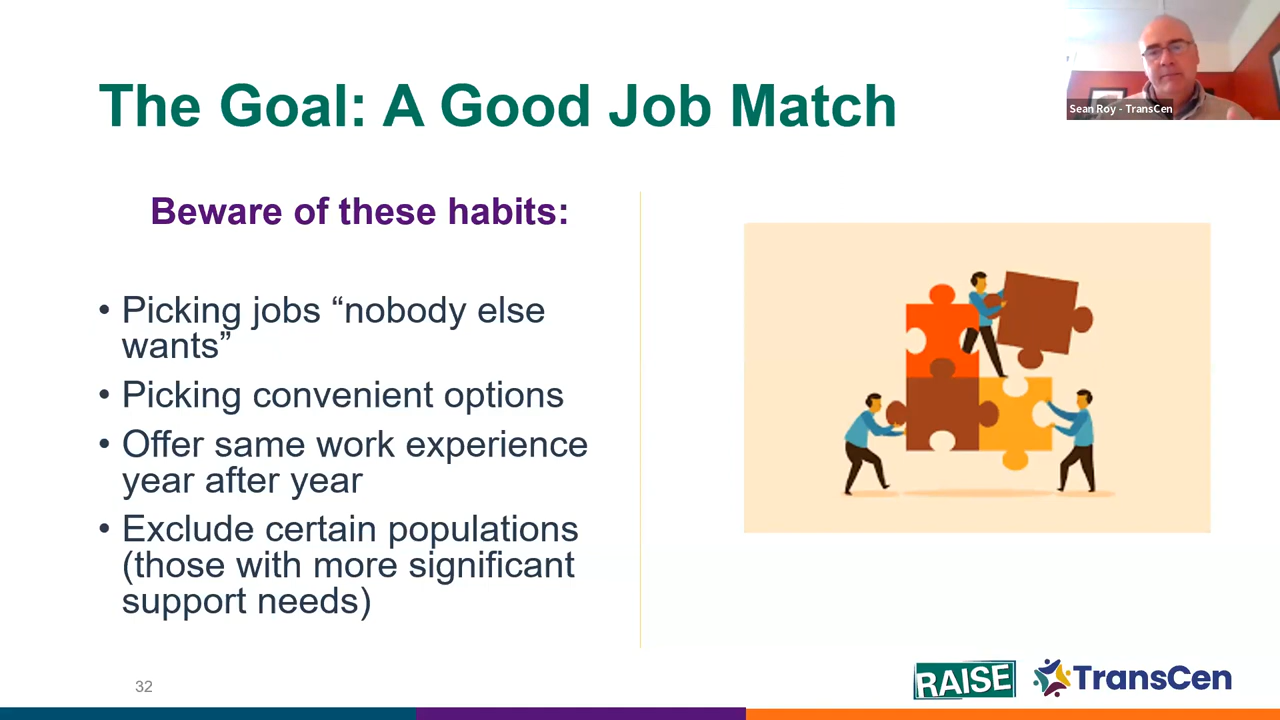 The Goal: A Good Job Match
Sean Roy - TransCen
Beware of these habits:
• Picking jobs “nobody else
wants”
• Picking convenient options
• Offer same work experience
year after year
• Exclude certain populations
(those with more significant
support needs)
32
RAISE
TransCen